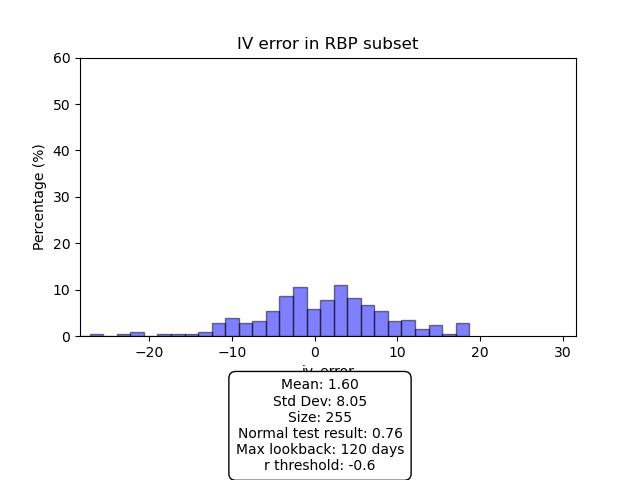 IV error in RBP subset
Percentage (%)
60
50
40
30
20
10
0
−20
−10
0
10
20
30
iv_error
Mean: 1.60
Std Dev: 8.05
Size: 255
Normal test result: 0.76
Max lookback: 120 days
r threshold: -0.6